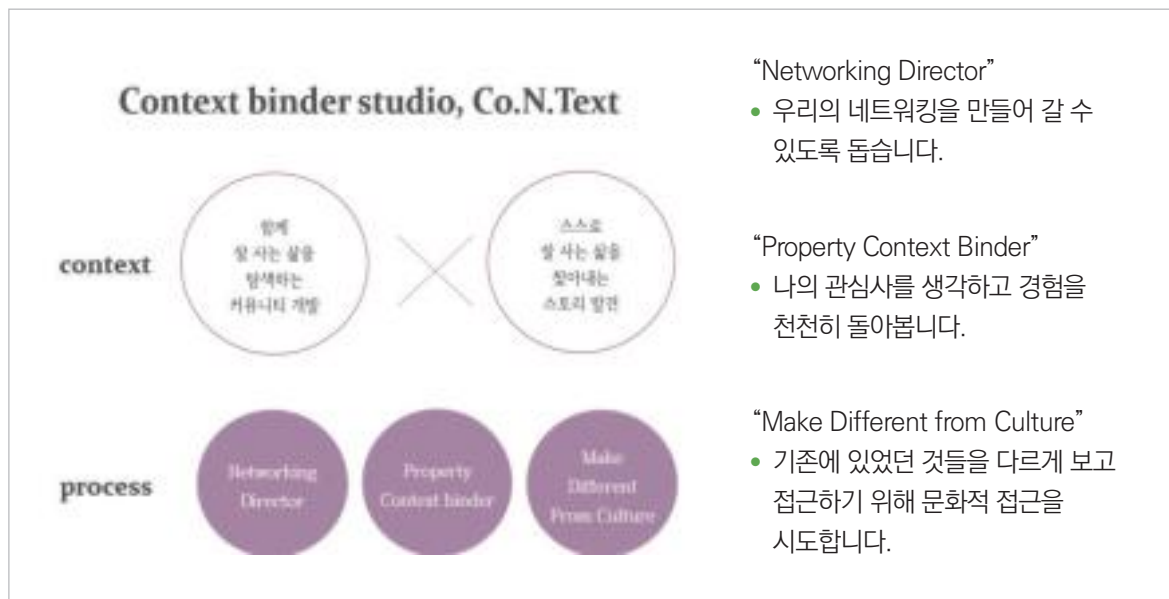 Context binder studio, Co.N.Text
context
함께
잘 사는 삶을
탐색하는
커뮤니티 개발
스스로
잘 사는 삶을
찾아내는
스토리 발견
process
Networking
Director
Property
Context binder
Make
Different
From Culture
“Networking Director”
• 우리의 네트워킹을 만들어 갈 수
있도록 돕습니다.
“Property Context Binder”
• 나의 관심사를 생각하고 경험을
천천히 돌아봅니다.
“Make Different from Culture”
• 기존에 있었던 것들을 다르게 보고
접근하기 위해 문화적 접근을
시도합니다.